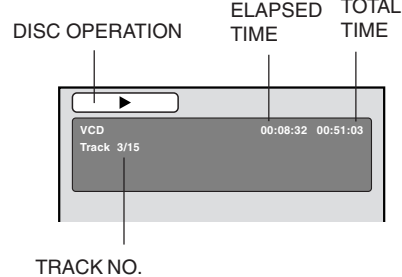 DISC OPERATION
ELAPSED TIME
TOTAL TIME
VCD 00:08:32 00:51:03
Track 3/15
TRACK NO.